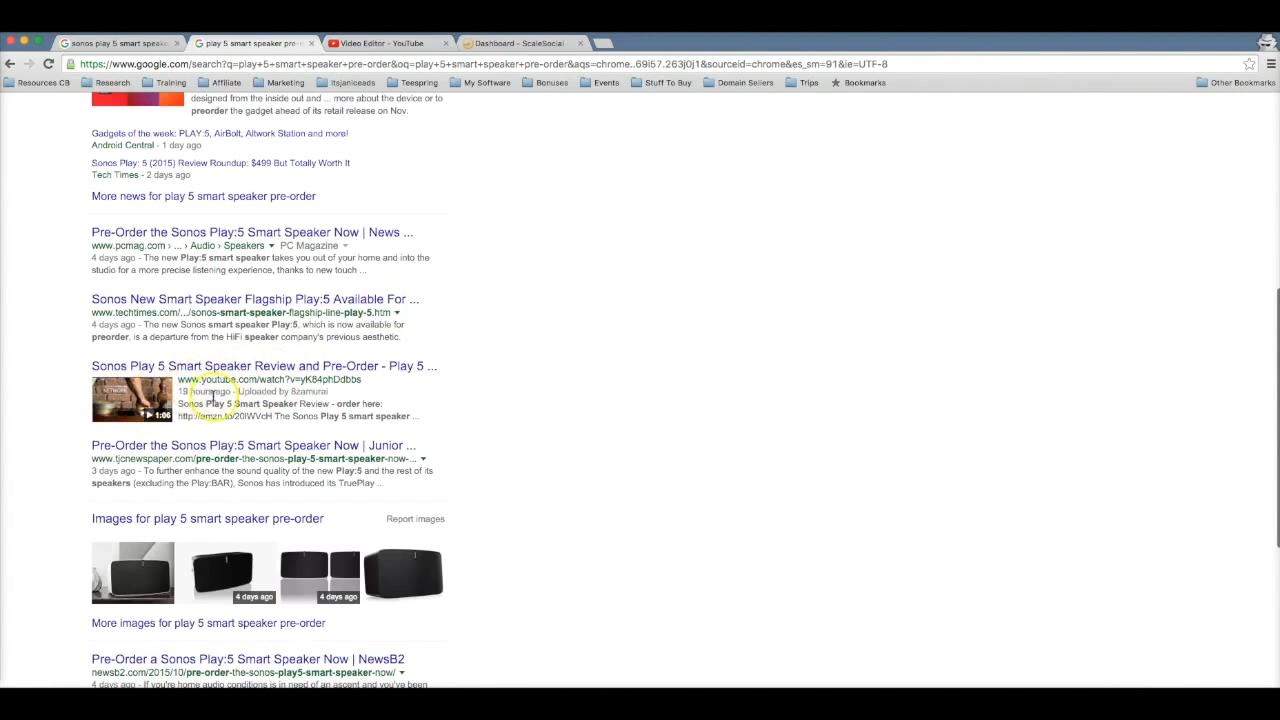 sonos play 5 smart speak
play 5 smart speaker pre-o
Video Editor - YouTube
Dashboard - ScaleSocial
https://www.google.com/search?q=play+5+smart+speaker+pre-order&oq=play+5+smart+speaker+pre-order&aqs=chrome..69i57.263j0j1&sourceid=chrome&es_sm=91&ie=UTF-8
Resources CB
Research
Training
Affiliate
Marketing
Itsjaniceads
Teespring
My Software
Bonuses
Events
Stuff To Buy
Domain Sellers
Trips
Bookmarks
Other Bookmarks
designed from the inside out and ... more about the device or to
preorder the gadget ahead of its retail release on Nov.
Gadgets of the week: PLAY:5, AirBolt, Altwork Station and more!
Android Central - 1 day ago
Sonos Play: 5 (2015) Review Roundup: $499 But Totally Worth It
Tech Times - 2 days ago
More news for play 5 smart speaker pre-order
Pre-Order the Sonos Play:5 Smart Speaker Now | News ...
www.pcmag.com › ... › Audio › Speakers PC Magazine
4 days ago - The new Play:5 smart speaker takes you out of your home and into the
studio for a more precise listening experience, thanks to new touch ...
Sonos New Smart Speaker Flagship Play:5 Available For ...
www.techtimes.com/.../sonos-smart-speaker-flagship-line-play-5.htm
4 days ago - The new Sonos smart speaker Play:5, which is now available for
preorder, is a departure from the HiFi speaker company's previous aesthetic.
Sonos Play 5 Smart Speaker Review and Pre-Order - Play 5 ...
www.youtube.com/watch?v=yK84phDdbbs
19 hours ago - Uploaded by 8zamurai
Sonos Play 5 Smart Speaker Review - order here:
http://amzn.to/20IWVcH The Sonos Play 5 smart speaker ...
NETWORK
1:06
Pre-Order the Sonos Play:5 Smart Speaker Now | Junior ...
www.tjcnewspaper.com/pre-order-the-sonos-play-5-smart-speaker-now-...
3 days ago - To further enhance the sound quality of the new Play:5 and the rest of its
speakers (excluding the Play:BAR), Sonos has introduced its TruePlay ...
Images for play 5 smart speaker pre-order
Report images
4 days ago
4 days ago
More images for play 5 smart speaker pre-order
Pre-Order a Sonos Play:5 Smart Speaker Now | NewsB2
newsb2.com/2015/10/pre-order-the-sonos-play5-smart-speaker-now/
4 days ago - If you're home audio conditions is in need of an ascent and you've been